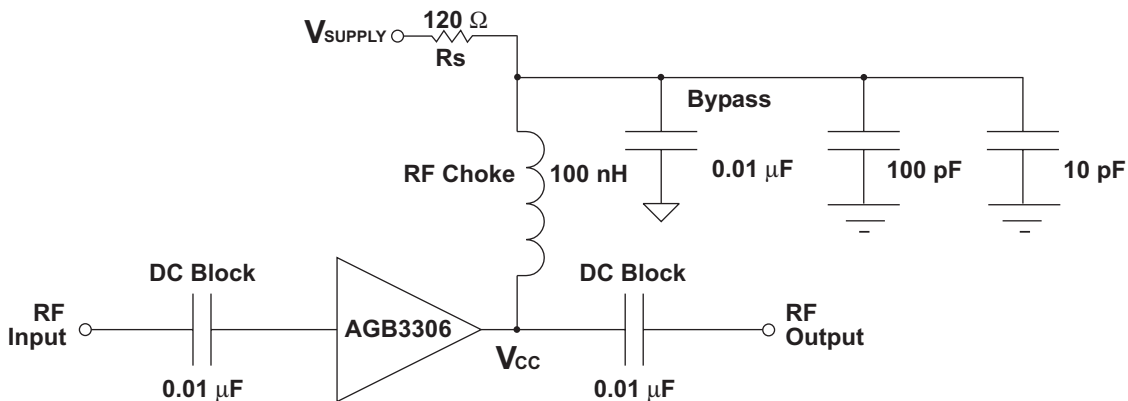 120 Ω
VSUPPLY
Rs
Bypass
RF Choke
100 nH
0.01 μF
100 pF
10 pF
DC Block
DC Block
RF
Input
AGB3306
RF
Output
VCC
0.01 μF
0.01 μF